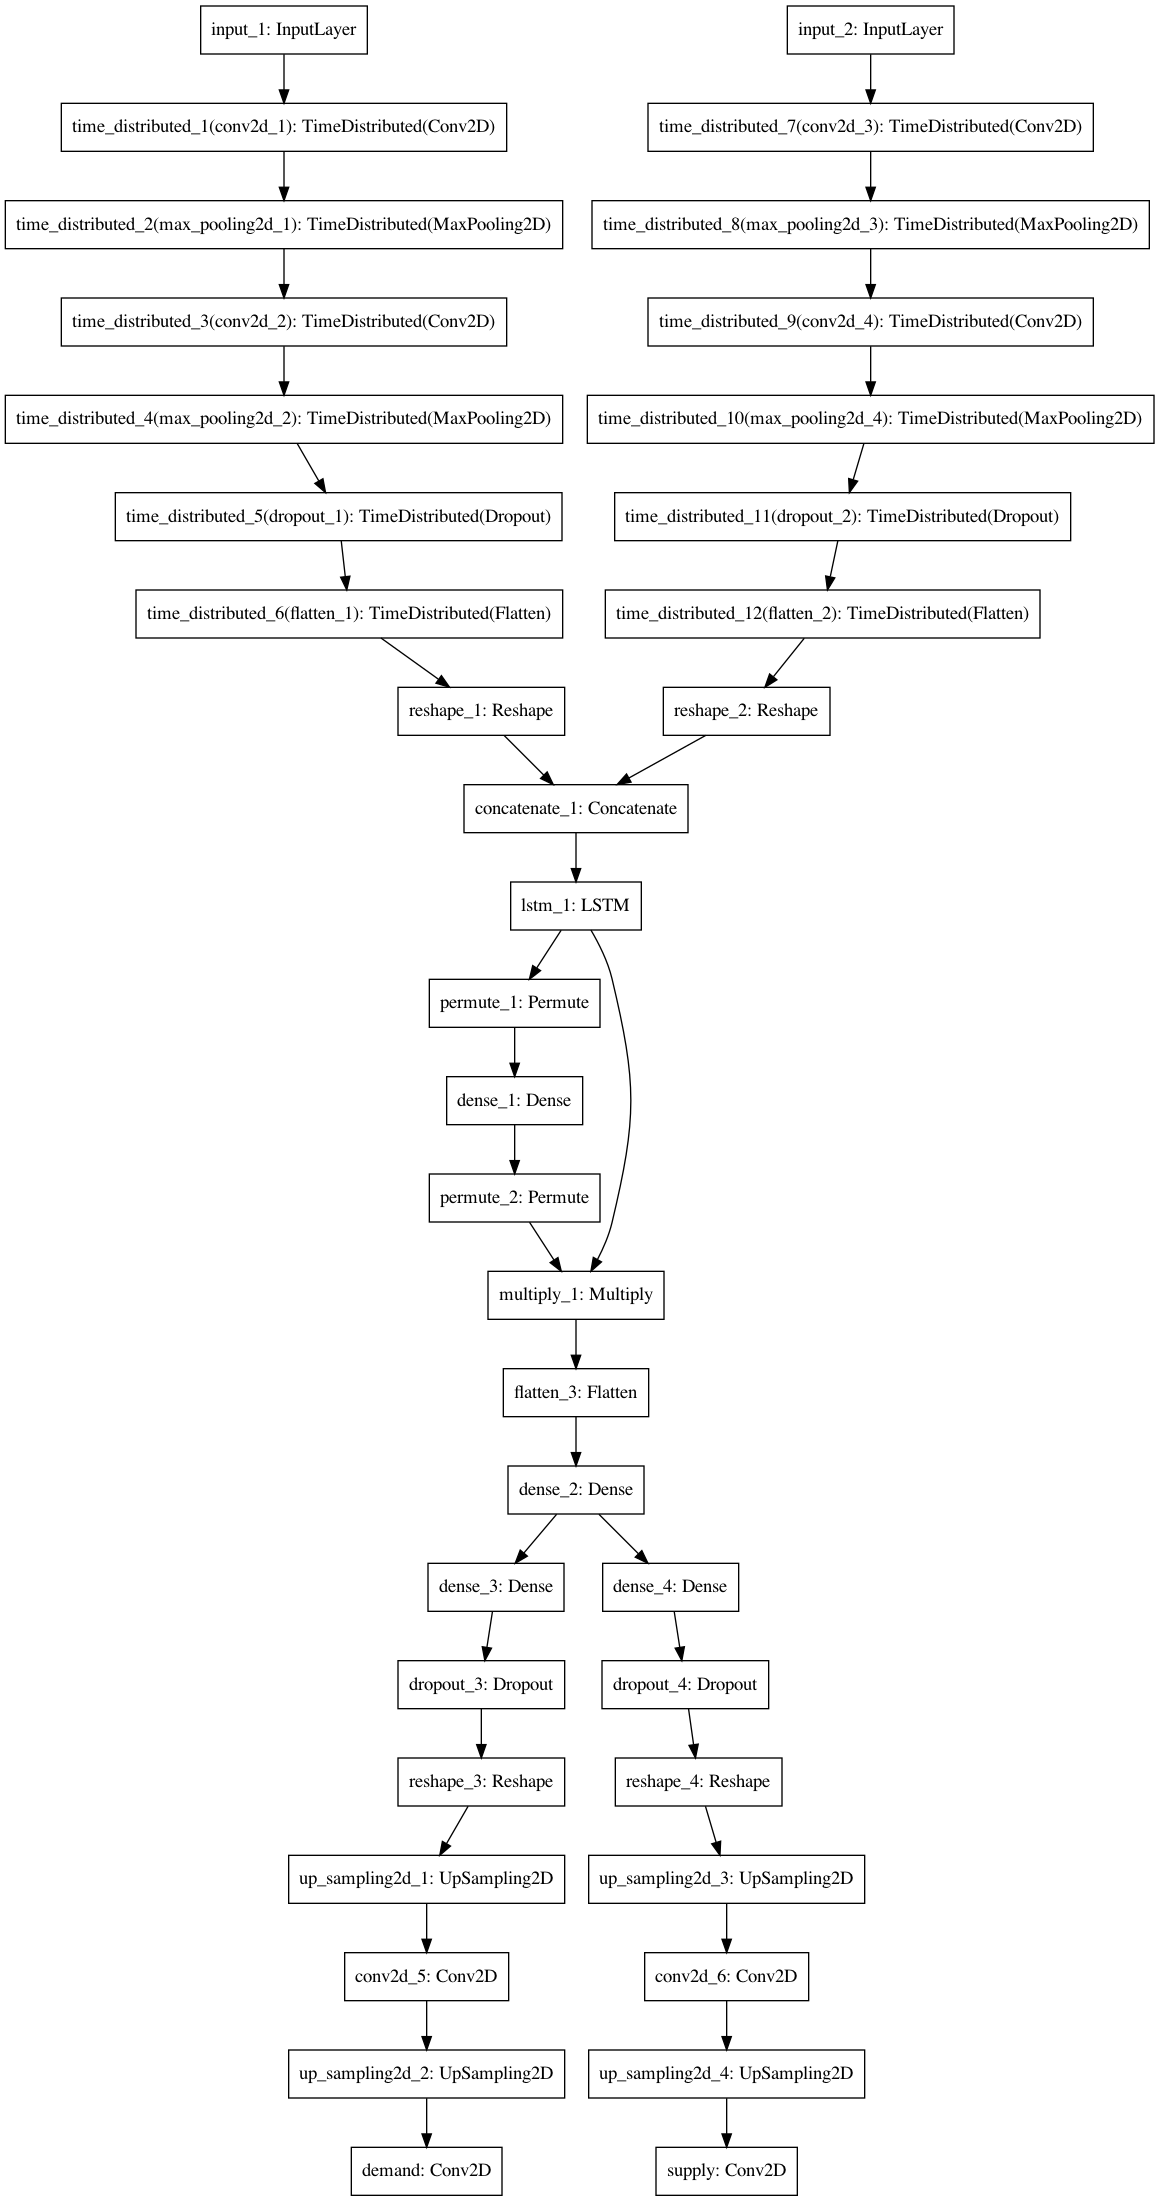 input_1: InputLayer
input_2: InputLayer
time_distributed_1(conv2d_1): TimeDistributed(Conv2D)
time_distributed_7(conv2d_3): TimeDistributed(Conv2D)
time_distributed_2(max_pooling2d_1): TimeDistributed(MaxPooling2D)
time_distributed_8(max_pooling2d_3): TimeDistributed(MaxPooling2D)
time_distributed_3(conv2d_2): TimeDistributed(Conv2D)
time_distributed_9(conv2d_4): TimeDistributed(Conv2D)
time_distributed_4(max_pooling2d_2): TimeDistributed(MaxPooling2D)
time_distributed_10(max_pooling2d_4): TimeDistributed(MaxPooling2D)
time_distributed_5(dropout_1): TimeDistributed(Dropout)
time_distributed_11(dropout_2): TimeDistributed(Dropout)
time_distributed_6(flatten_1): TimeDistributed(Flatten)
time_distributed_12(flatten_2): TimeDistributed(Flatten)
reshape_1: Reshape
reshape_2: Reshape
concatenate_1: Concatenate
lstm_1: LSTM
permute_1: Permute
dense_1: Dense
permute_2: Permute
multiply_1: Multiply
flatten_3: Flatten
dense_2: Dense
dense_3: Dense
dense_4: Dense
dropout_3: Dropout
dropout_4: Dropout
reshape_3: Reshape
reshape_4: Reshape
up_sampling2d_1: UpSampling2D
up_sampling2d_3: UpSampling2D
conv2d_5: Conv2D
conv2d_6: Conv2D
up_sampling2d_2: UpSampling2D
up_sampling2d_4: UpSampling2D
demand: Conv2D
supply: Conv2D